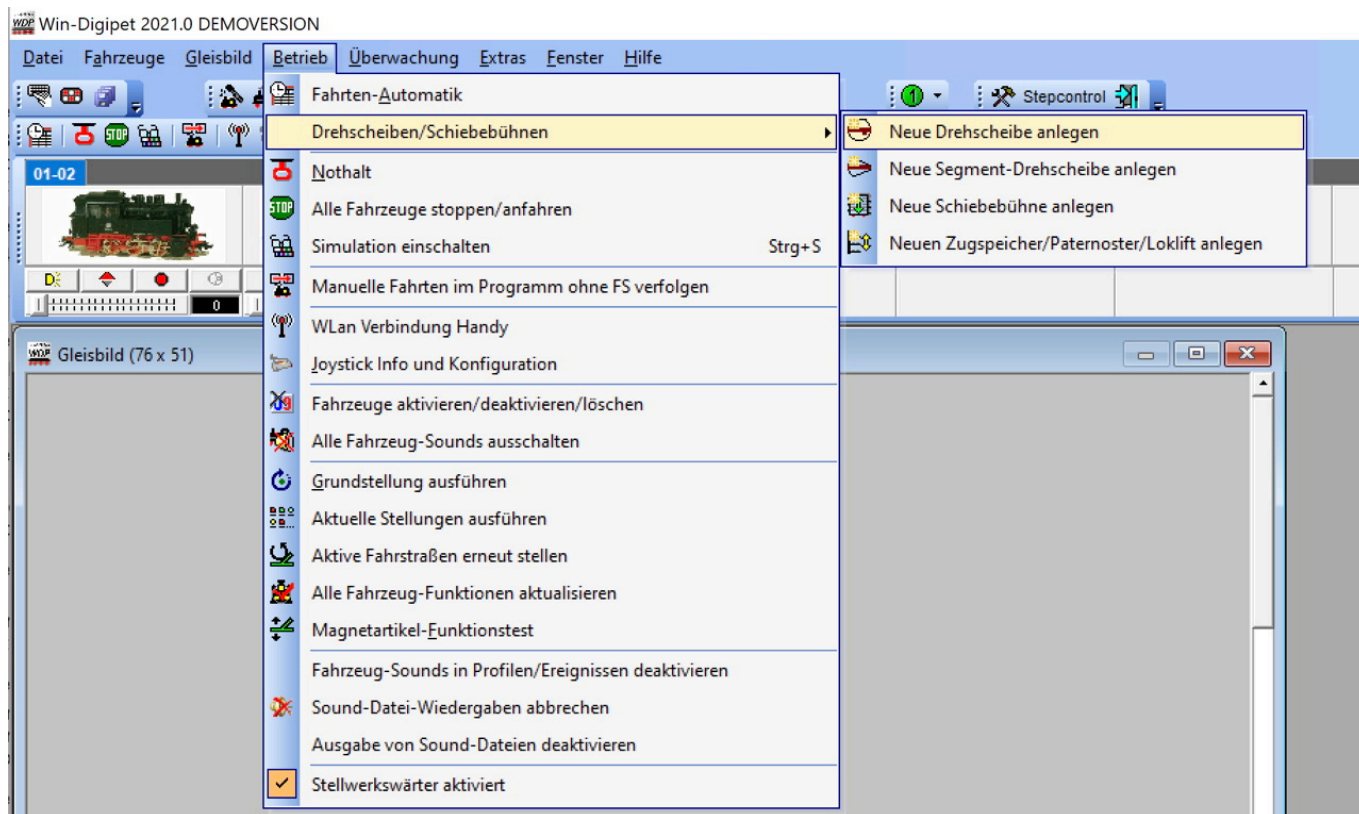 Win-Digipet 2021.0 DEMOVERSION
Datei Fahrzeuge Gleisbild Betrieb Überwachung Extras Fenster Hilfe
Fahrten-Automatik
1 Stepcontrol
Drehscheiben/Schiebebühnen
Neue Drehscheibe anlegen
STOP
01-02
Nothalt
Neue Segment-Drehscheibe anlegen
STOP Alle Fahrzeuge stoppen/anfahren
Neue Schiebebühne anlegen
Simulation einschalten Strg+S
Neuen Zugspeicher/Paternoster/Loklift anlegen
Manuelle Fahrten im Programm ohne FS verfolgen
0
WLan Verbindung Handy
WDP Gleisbild (76 x 51)
Joystick Info und Konfiguration
Fahrzeuge aktivieren/deaktivieren/löschen
Alle Fahrzeug-Sounds ausschalten
Grundstellung ausführen
Aktuelle Stellungen ausführen
Aktive Fahrstraßen erneut stellen
Alle Fahrzeug-Funktionen aktualisieren
Magnetartikel-Funktionstest
Fahrzeug-Sounds in Profilen/Ereignissen deaktivieren
Sound-Datei-Wiedergaben abbrechen
Ausgabe von Sound-Dateien deaktivieren
Stellwerkswärter aktiviert